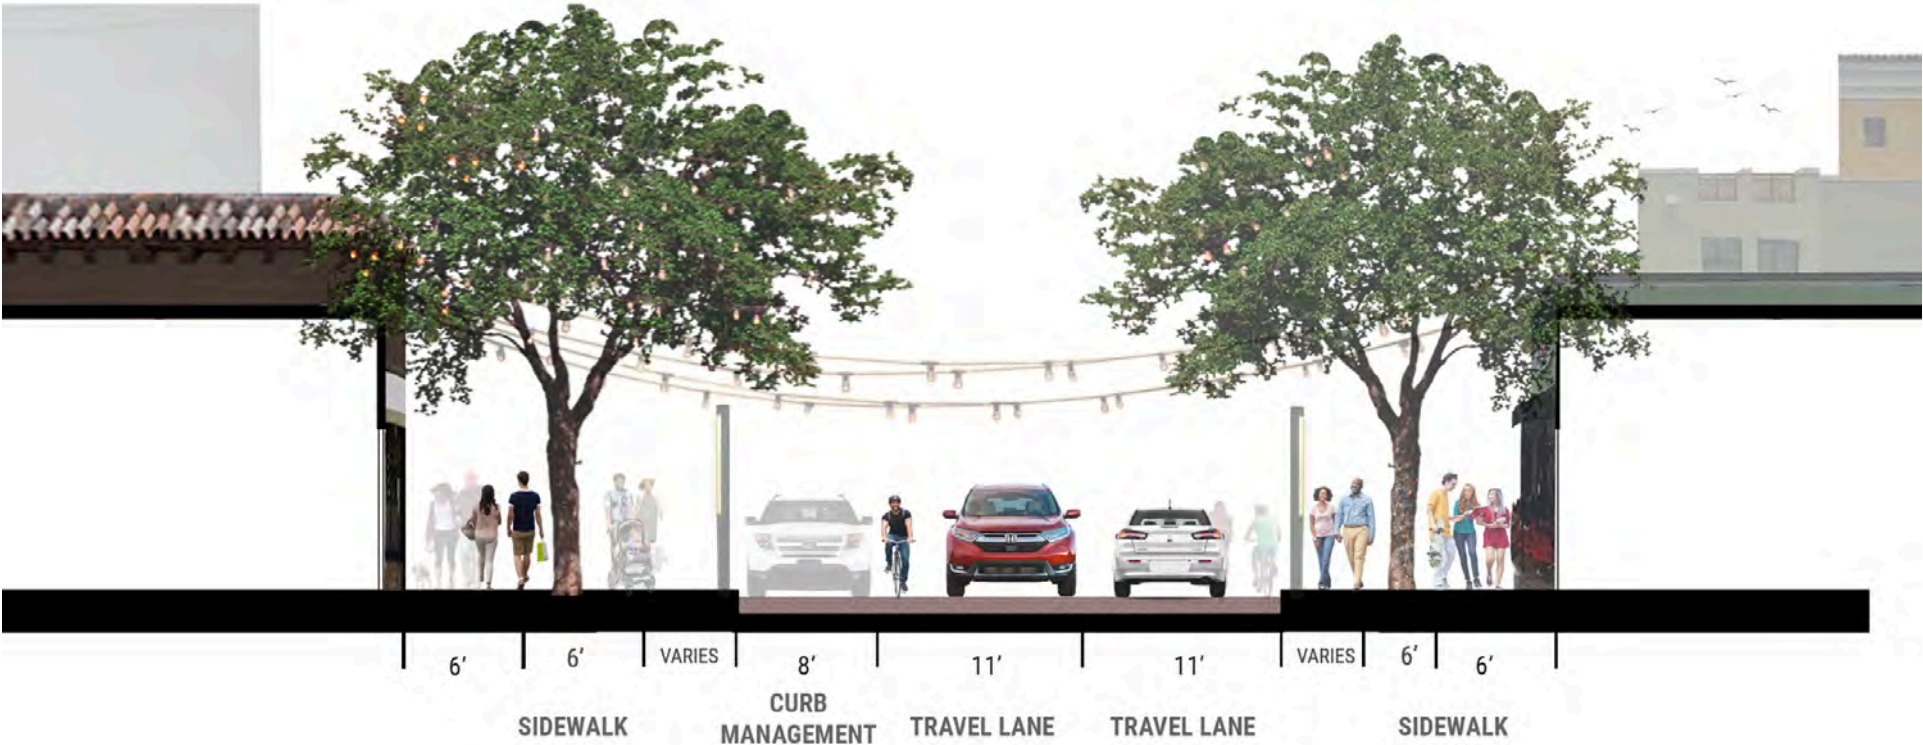 6’ 6’ VARIES 8’ 11’ 11’ VARIES 6’ 6’
SIDEWALK
CURB
MANAGEMENT
TRAVEL LANE
TRAVEL LANE
SIDEWALK